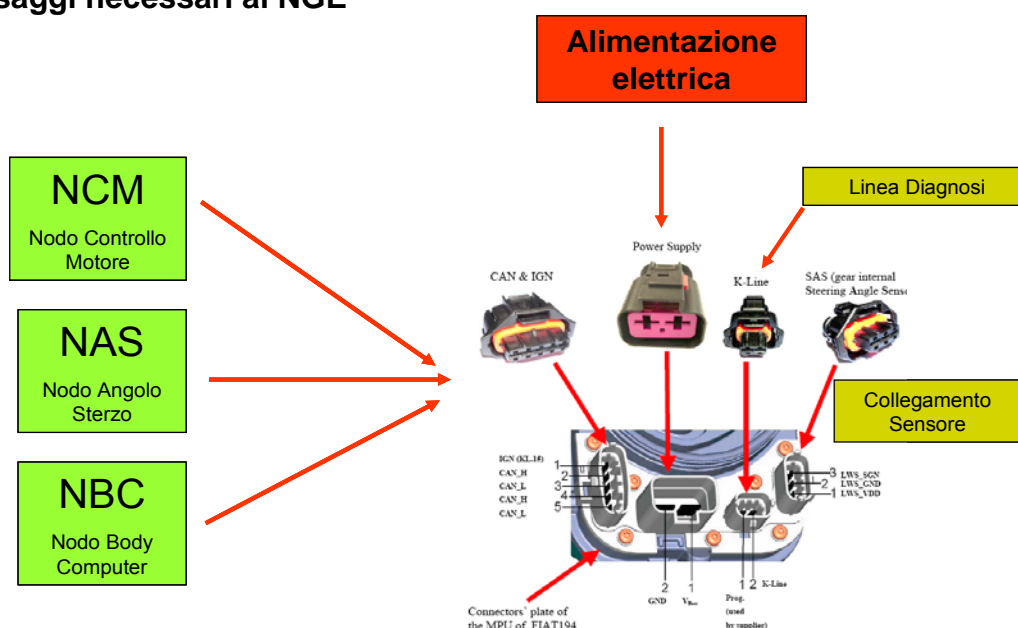 saggi necessari al NGE
Alimentazione
elettrica
NCM
Nodo Controllo
Motore
Linea Diagnosi
Power Supply
CAN & IGN
K-Line
SAS (gear internal
Steering Angle Sens
NAS
Nodo Angolo
Sterzo
Collegamento
Sensore
IGN (KL.15)
CAN_H
CAN_L
CAN_H
CAN_L
1
2
3
4
5
3 LWS_SGN
2 LWS_GND
1 LWS_VDD
NBC
Nodo Body
Computer
2
GND
1
1 2 K-Line
Prog.
(used
by supplier)
Connectors' plate of
the MPU of FIAT194